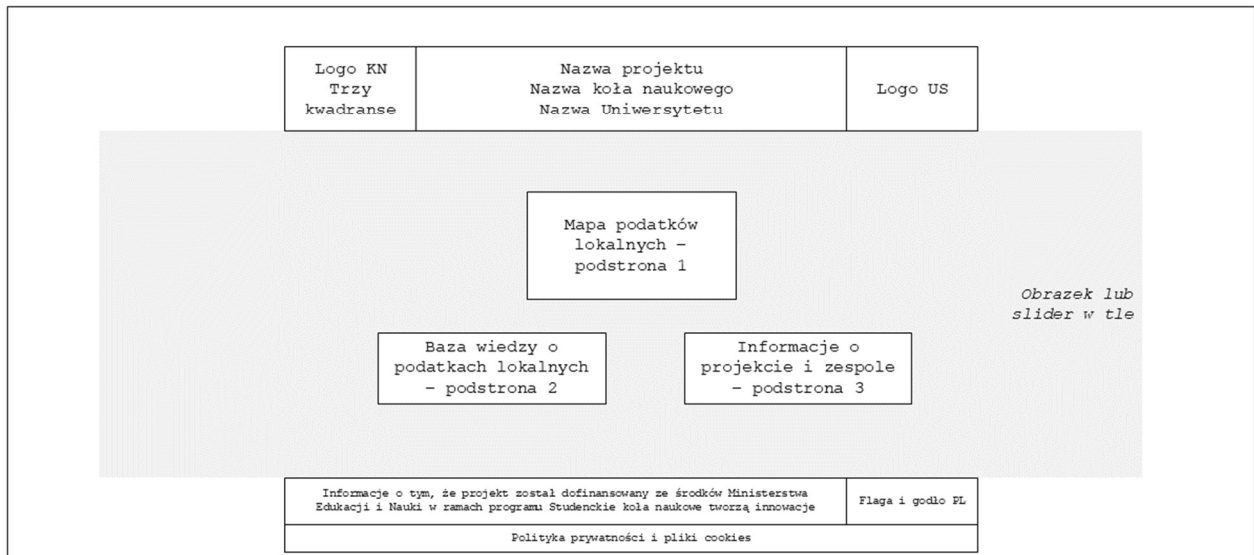 Logo KN
Trzy
kwadranse
Nazwa projektu
Nazwa koła naukowego
Nazwa Uniwersytetu
Logo US
Mapa podatków
lokalnych –
podstrona 1
Obrazek lub
slider w tle
Baza wiedzy o
podatkach lokalnych
– podstrona 2
Informacje o
projekcie i zespole
– podstrona 3
Informacje o tym, że projekt został dofinansowany ze środków Ministerstwa
Edukacji i Nauki w ramach programu Studenckie koła naukowe tworzą innowacje
Flaga i godło PL
Polityka prywatności i pliki cookies